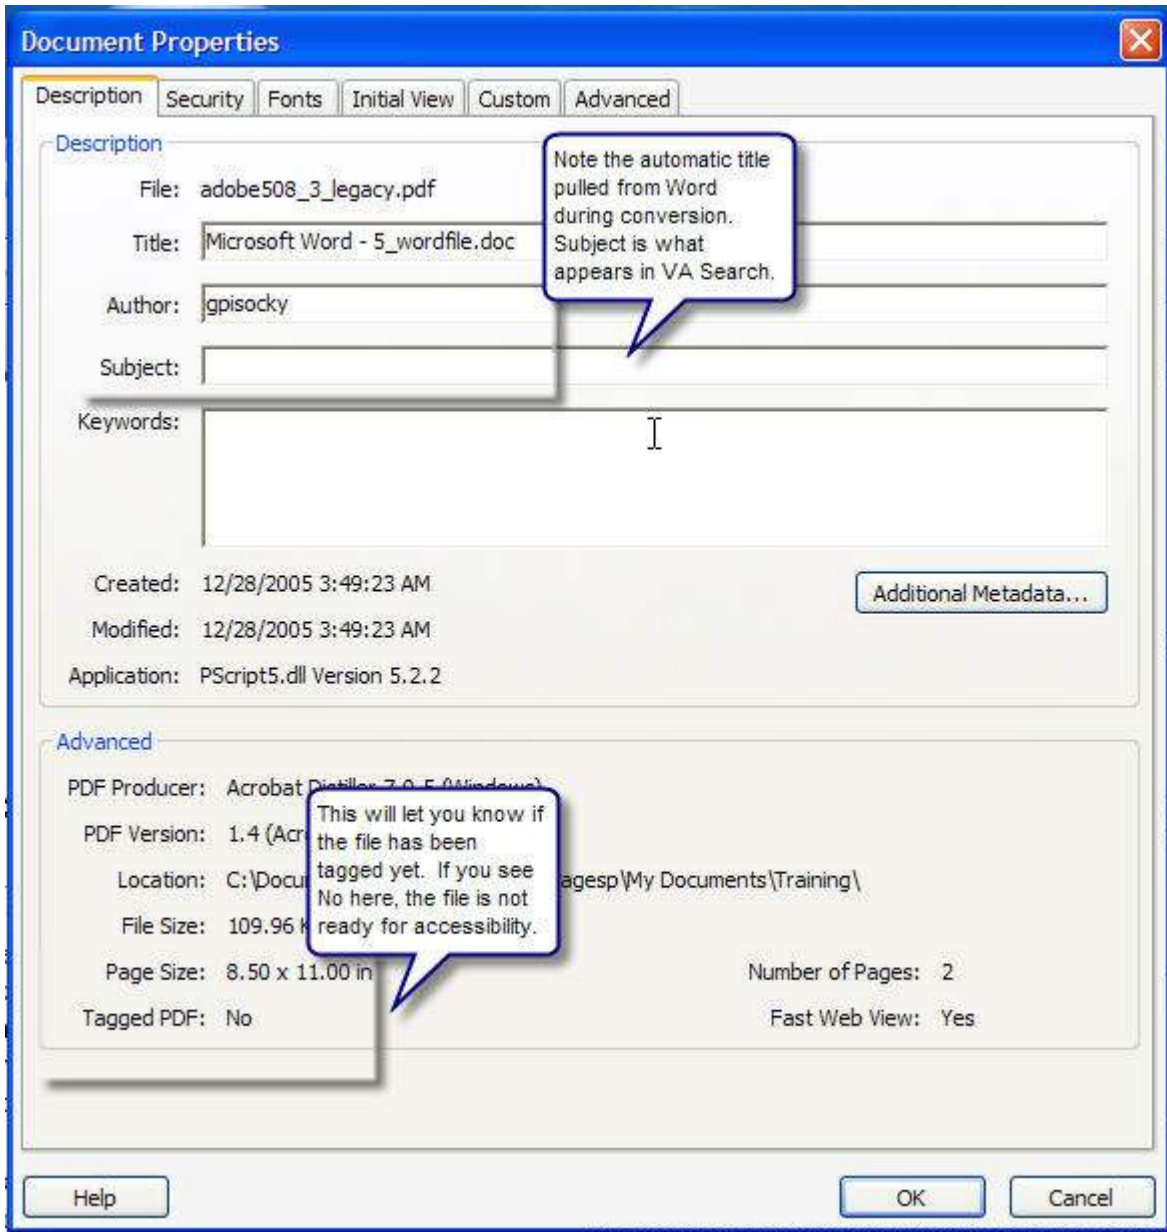 Document Properties
Description Security Fonts Initial View Custom Advanced
Description
File: adobe508_3_legacy.pdf
Title: Microsoft Word - 5_wordfile.doc
Note the automatic title
pulled from Word
during conversion.
Subject is what
appears in VA Search.
Author: gpisocky
Subject:
Keywords:
Created: 12/28/2005 3:49:23 AM
Additional Metadata...
Modified: 12/28/2005 3:49:23 AM
Application: PScript5.dll Version 5.2.2
Advanced
PDF Producer: Acrobat Distiller 7.0.5 (Windows)
This will let you know if
the file has been
tagged yet. If you see
No here, the file is not
ready for accessibility.
PDF Version: 1.4
Location: agesp\My Documents\Training\
File Size: 109.96
Page Size: 8.50 x 11.00 in
Number of Pages: 2
Tagged PDF: No
Fast Web View: Yes
Help OK Cancel